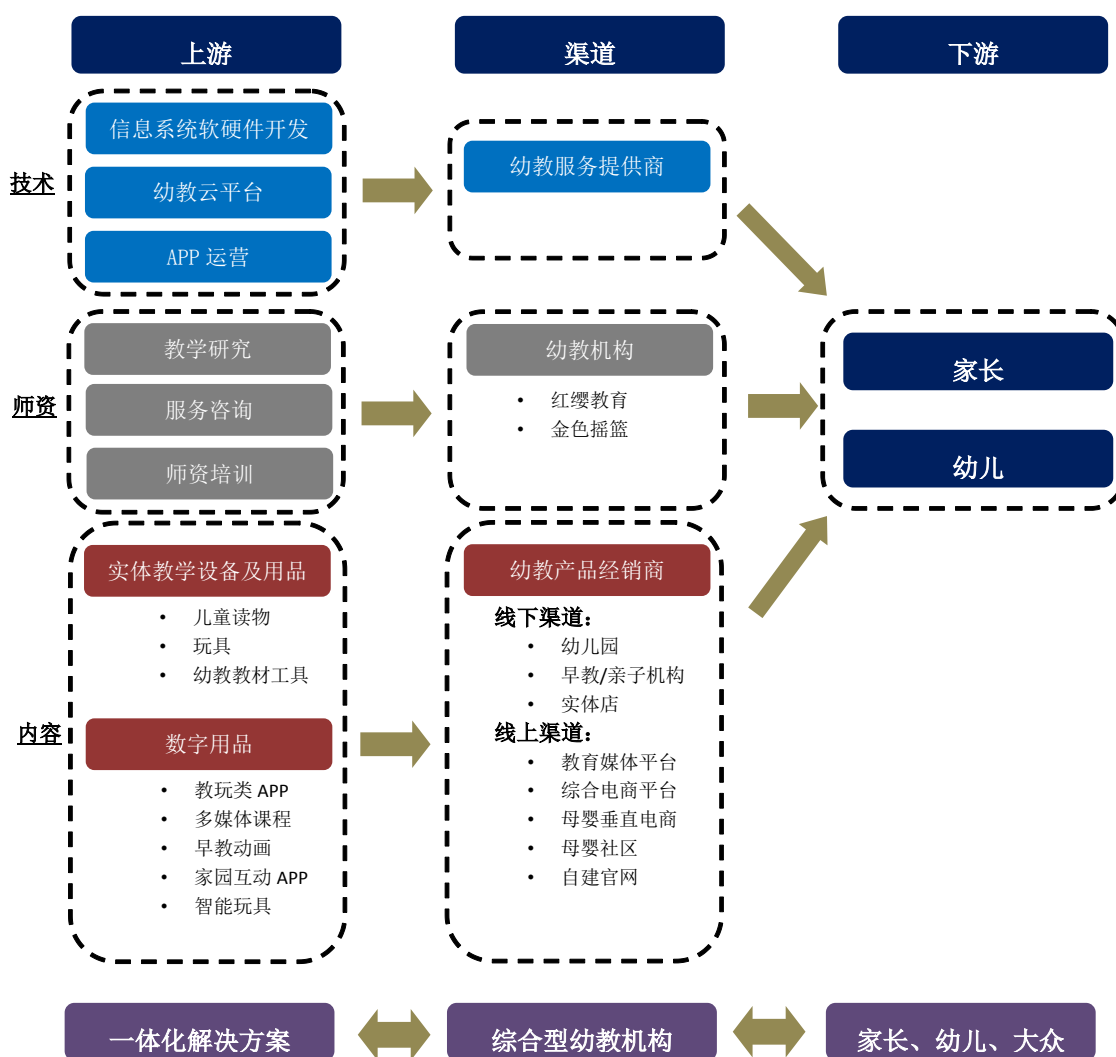 上游
渠道
下游
技术
信息系统软硬件开发
幼教云平台
APP 运营
幼教服务提供商
师资
教学研究
服务咨询
师资培训
幼教机构
• 红缨教育
• 金色摇篮
家长
幼儿
内容
实体教学设备及用品
• 儿童读物
• 玩具
• 幼教教材工具
数字用品
• 教玩类 APP
• 多媒体课程
• 早教动画
• 家园互动 APP
• 智能玩具
幼教产品经销商
线下渠道：
• 幼儿园
• 早教/亲子机构
• 实体店
线上渠道：
• 教育媒体平台
• 综合电商平台
• 母婴垂直电商
• 母婴社区
• 自建官网
一体化解决方案
综合型幼教机构
家长、幼儿、大众